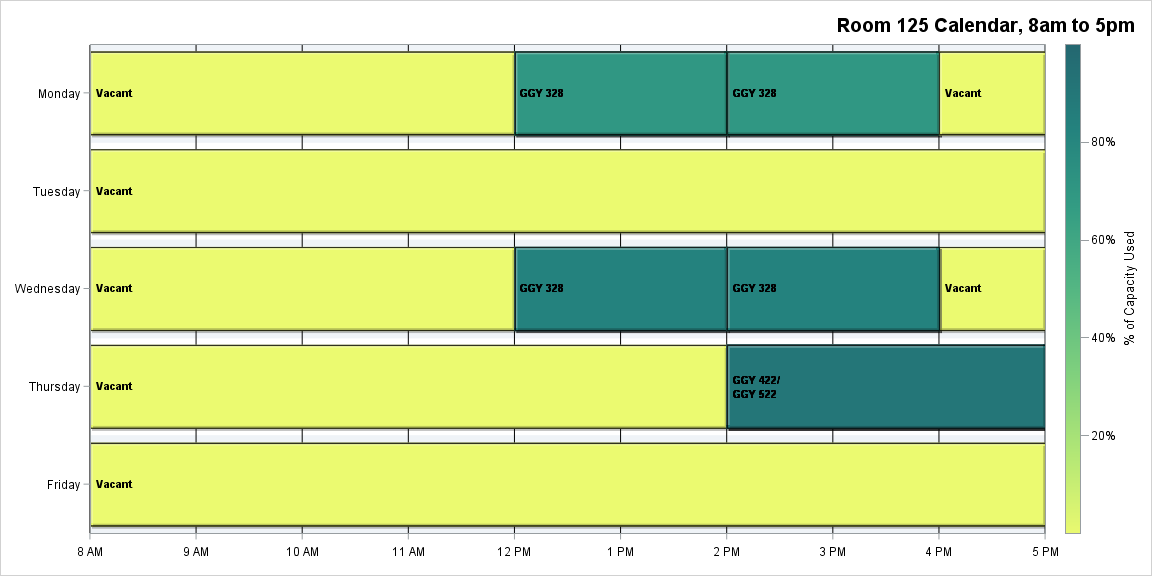 Room 125 Calendar, 8am to 5pm
Monday
Vacant
GGY 328
GGY 328
Vacant
Tuesday
Vacant
Wednesday
Vacant
GGY 328
GGY 328
Vacant
Thursday
Vacant
GGY 422/
GGY 522
Friday
Vacant
8 AM
9 AM
10 AM
11 AM
12 PM
1 PM
2 PM
3 PM
4 PM
5 PM
80%
60%
40%
20%
% of Capacity Used